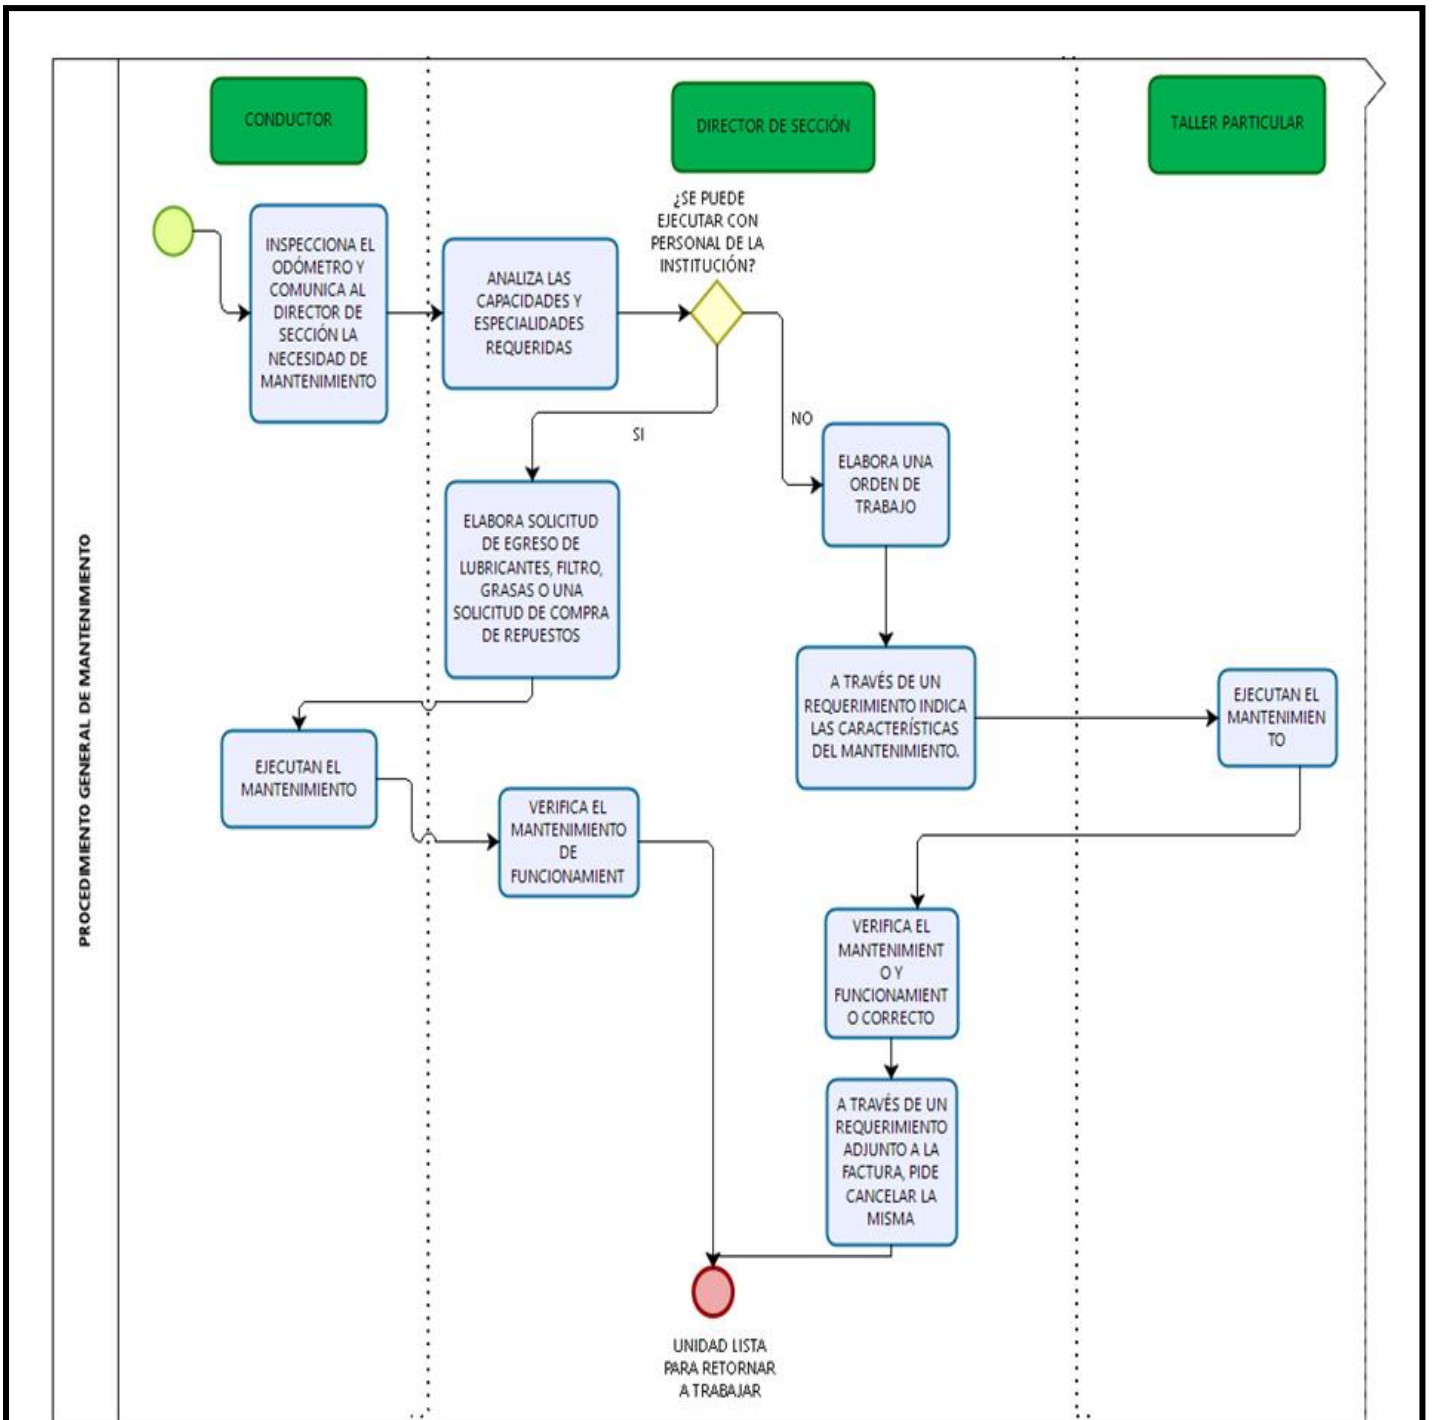 PROCEDIMIENTO GENERAL DE MANTENIMIENTO
CONDUCTOR
DIRECTOR DE SECCIÓN
TALLER PARTICULAR
INSPECCIONA EL
ODÓMETRO Y
COMUNICA AL
DIRECTOR DE
SECCIÓN LA
NECESIDAD DE
MANTENIMIENTO
ANALIZA LAS
CAPACIDADES Y
ESPECIALIDADES
REQUERIDAS
¿SE PUEDE
EJECUTAR CON
PERSONAL DE LA
INSTITUCIÓN?
SI
NO
ELABORA SOLICITUD
DE EGRESO DE
LUBRICANTES, FILTRO,
GRASAS O UNA
SOLICITUD DE COMPRA
DE REPUESTOS
ELABORA UNA
ORDEN DE
TRABAJO
A TRAVÉS DE UN
REQUERIMIENTO INDICA
LAS CARACTERÍSTICAS
DEL MANTENIMIENTO.
EJECUTAN EL
MANTENIMIEN
TO
EJECUTAN EL
MANTENIMIENTO
VERIFICA EL
MANTENIMIENTO
DE
FUNCIONAMIENT
VERIFICA EL
MANTENIMIENT
O Y
FUNCIONAMIENT
O CORRECTO
A TRAVÉS DE UN
REQUERIMIENTO
ADJUNTO A LA
FACTURA, PIDE
CANCELAR LA
MISMA
UNIDAD LISTA
PARA RETORNAR
A TRABAJAR